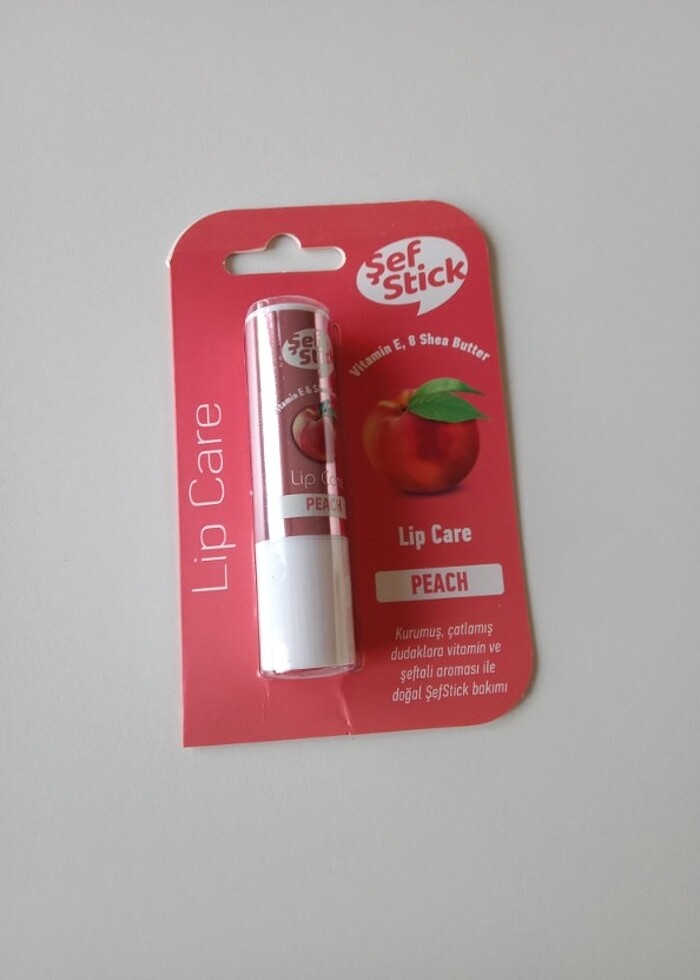 Şef
Stick
Vitamin E, & Shea Butter
Lip Care
PEACH
Kurumuş, çatlamış
dudaklara vitamin ve
şeftali aroması ile
doğal ŞefStick bakımı
Lip Care
Şef
Stick
Vitamin E &
Lip Care
PEACH